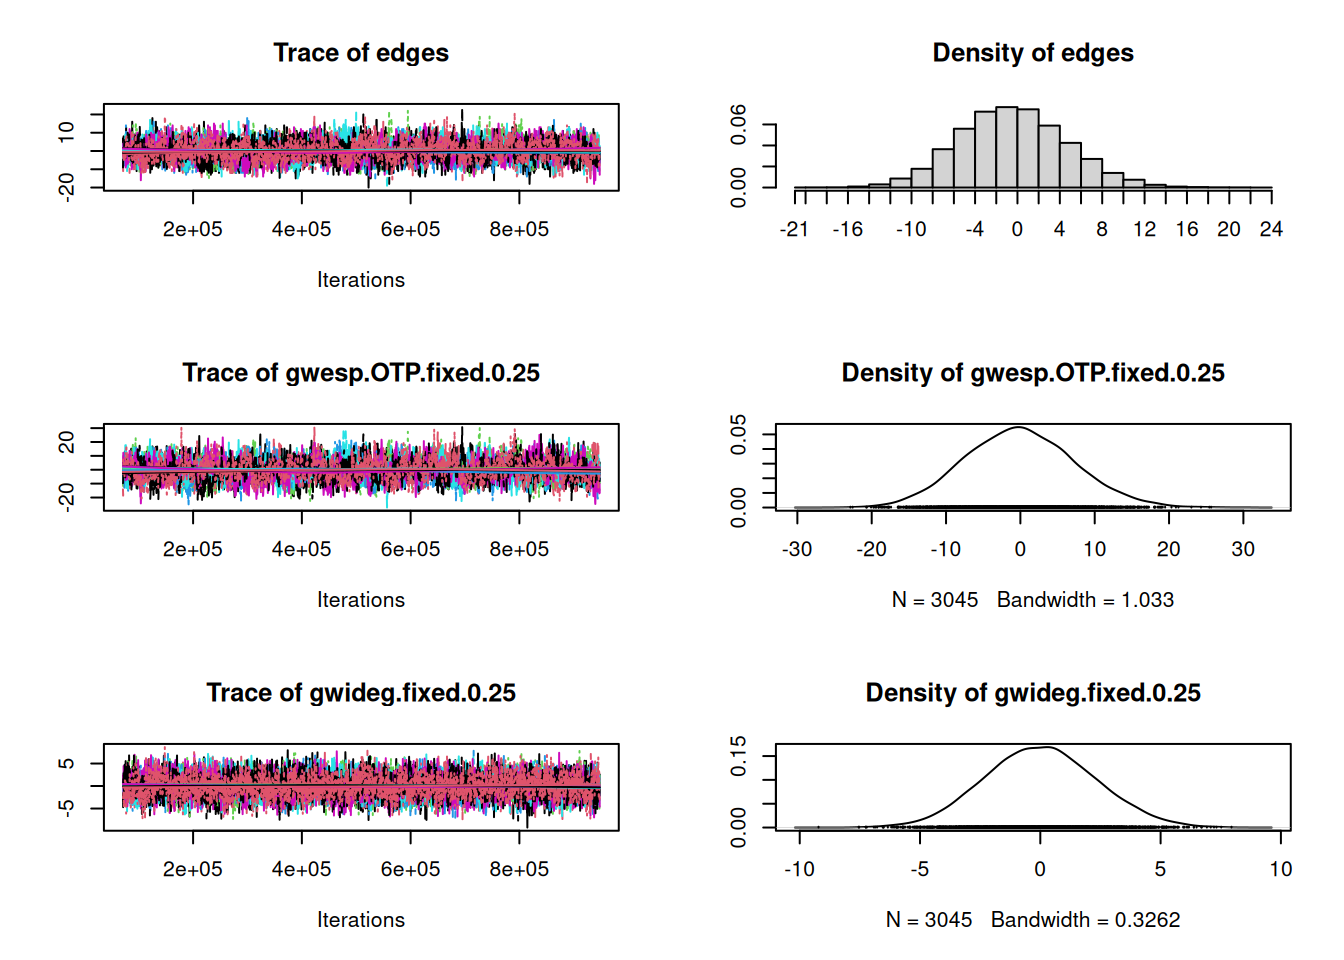 Trace of edges
10
-20
2e+05 4e+05 6e+05 8e+05
Iterations
Density of edges
0.06
0.00
-21 -16 -10 -4 0 4 8 12 16 20 24
Trace of gwesp.OTP.fixed.0.25
20
-20
2e+05 4e+05 6e+05 8e+05
Iterations
Density of gwesp.OTP.fixed.0.25
0.05
0.00
-30 -20 -10 0 10 20 30
N = 3045 Bandwidth = 1.033
Trace of gwideg.fixed.0.25
5
-5
2e+05 4e+05 6e+05 8e+05
Iterations
Density of gwideg.fixed.0.25
0.15
0.00
-10 -5 0 5 10
N = 3045 Bandwidth = 0.3262